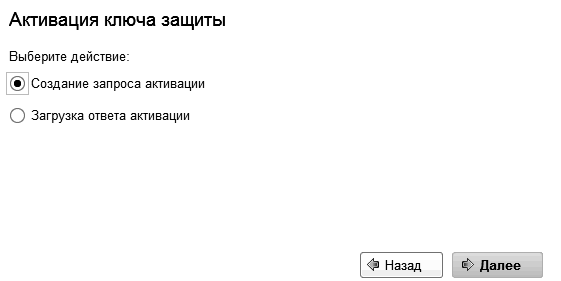 Активация ключа защиты
Выберите действие:
Создание запроса активации
Загрузка ответа активации
Назад
Далее